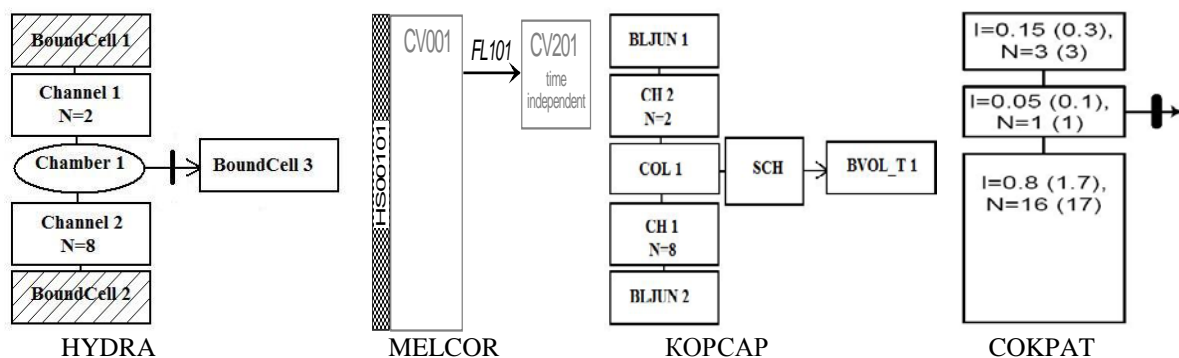 BoundCell 1
Channel 1
N=2
Chamber 1
BoundCell 3
Channel 2
N=8
BoundCell 2
HYDRA
HS00101
CV001
FL101
CV201
time
independent
MELCOR
BLJUN 1
CH 2
N=2
COL 1
SCH
BVOL_T 1
CH 1
N=8
BLJUN 2
КОРСАР
l=0.15 (0.3),
N=3 (3)
l=0.05 (0.1),
N=1 (1)
l=0.8 (1.7),
N=16 (17)
СОКРАТ